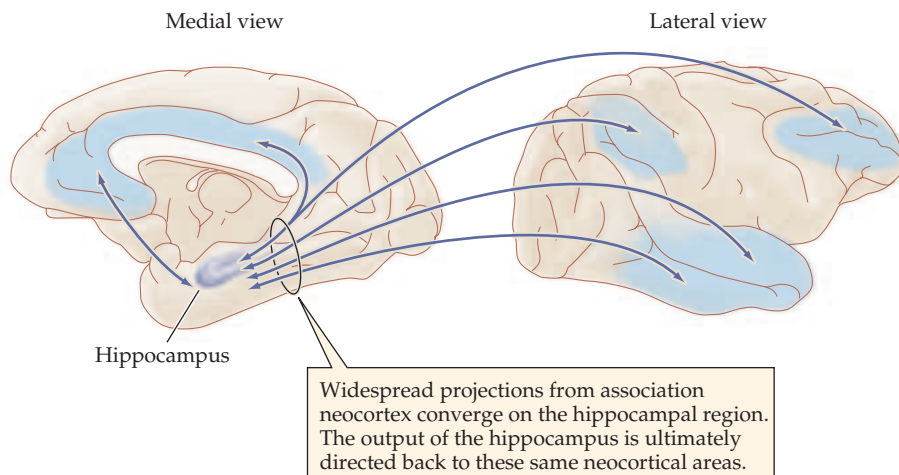 Medial view
Lateral view
Hippocampus
Widespread projections from association
neocortex converge on the hippocampal region.
The output of the hippocampus is ultimately
directed back to these same neocortical areas.